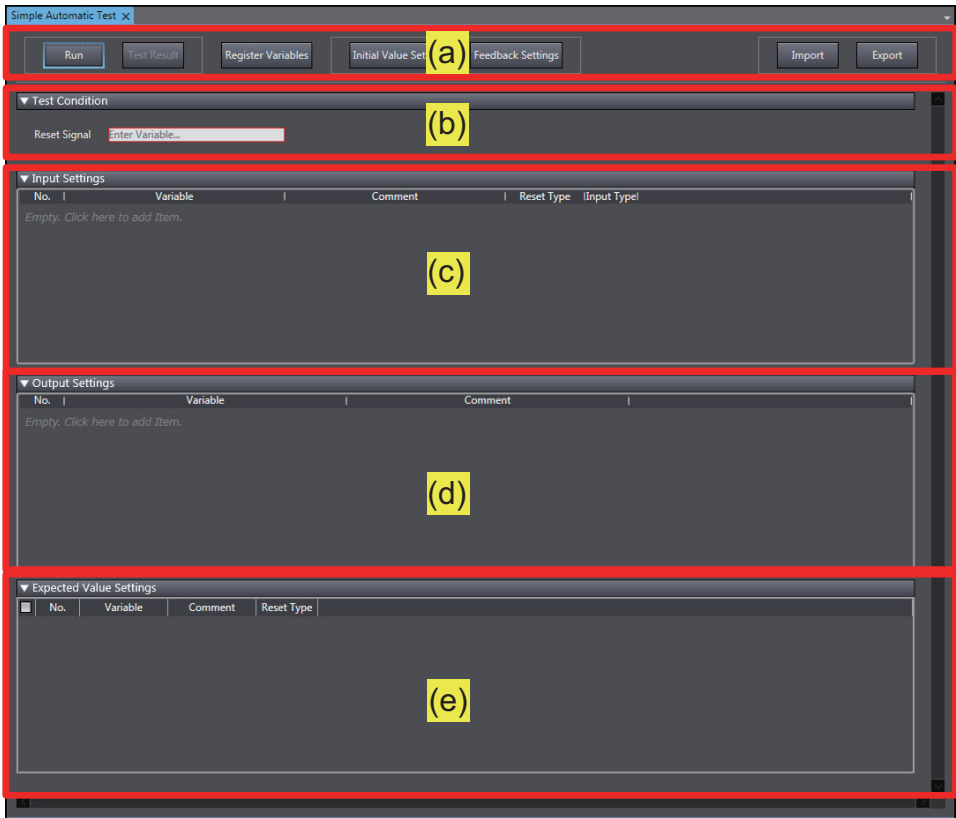 Simple Automatic Test
Run Test Result Register Variables Initial Value Set (a) Feedback Settings Import Export
Test Condition
(b)
Reset Signal Enter Variable...
Input Settings
No. Variable Comment Reset Type Input Type
Empty. Click here to add Item.
(c)
Output Settings
No. Variable Comment
Empty. Click here to add Item.
(d)
Expected Value Settings
No. Variable Comment Reset Type
(e)